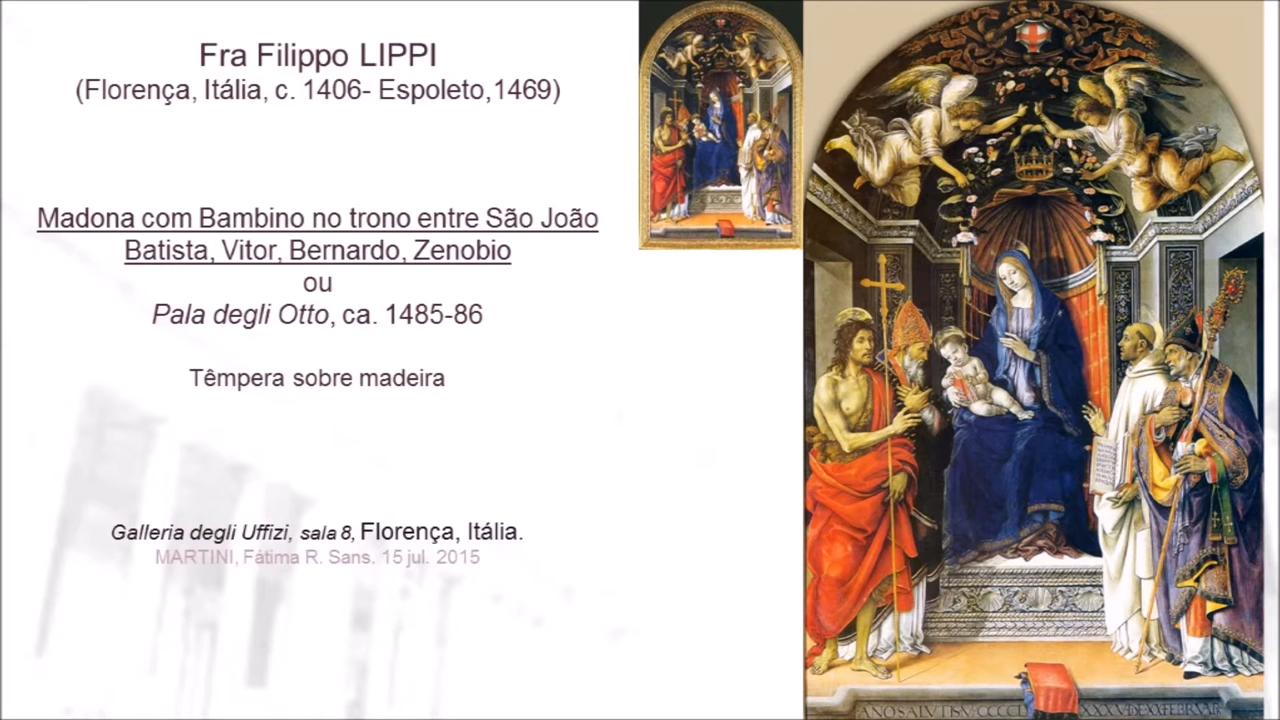 Fra Filippo LIPPI
(Florença, Itália, c. 1406- Espoleto,1469)
Madona com Bambino no trono entre São João
Batista, Vitor, Bernardo, Zenobio
ou
Pala degli Otto, ca. 1485-86
Têmpera sobre madeira
Galleria degli Uffizi, sala 8, Florença, Itália.
MARTINI, Fátima R. Sans. 15 jul. 2015